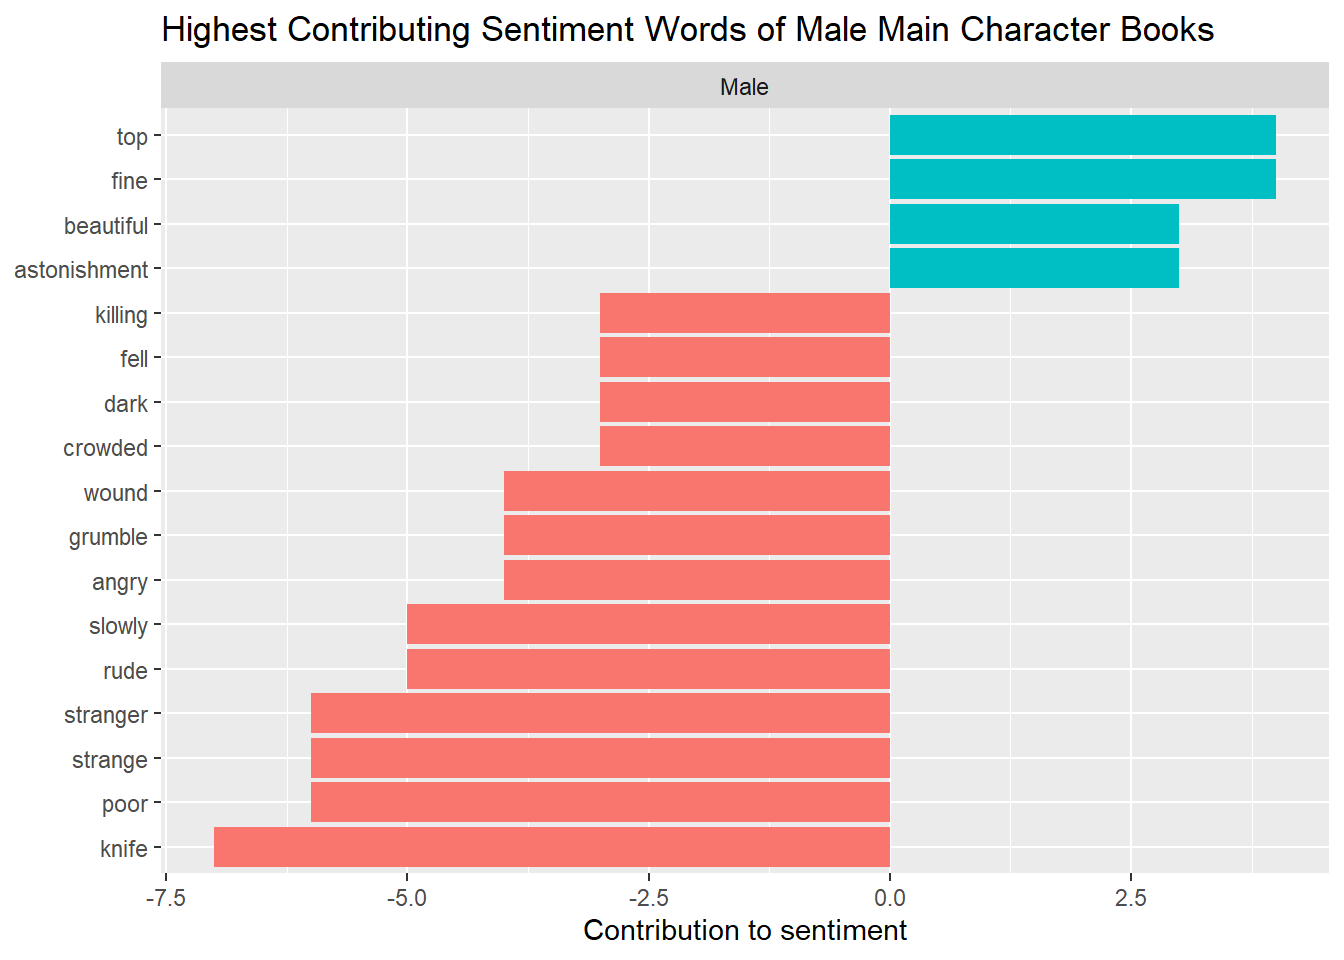 Highest Contributing Sentiment Words of Male Main Character Books
Male
top
fine
beautiful
astonishment
killing
fell
dark
crowded
wound
grumble
angry
slowly
rude
stranger
strange
poor
knife
-7.5 -5.0 -2.5 0.0 2.5
Contribution to sentiment